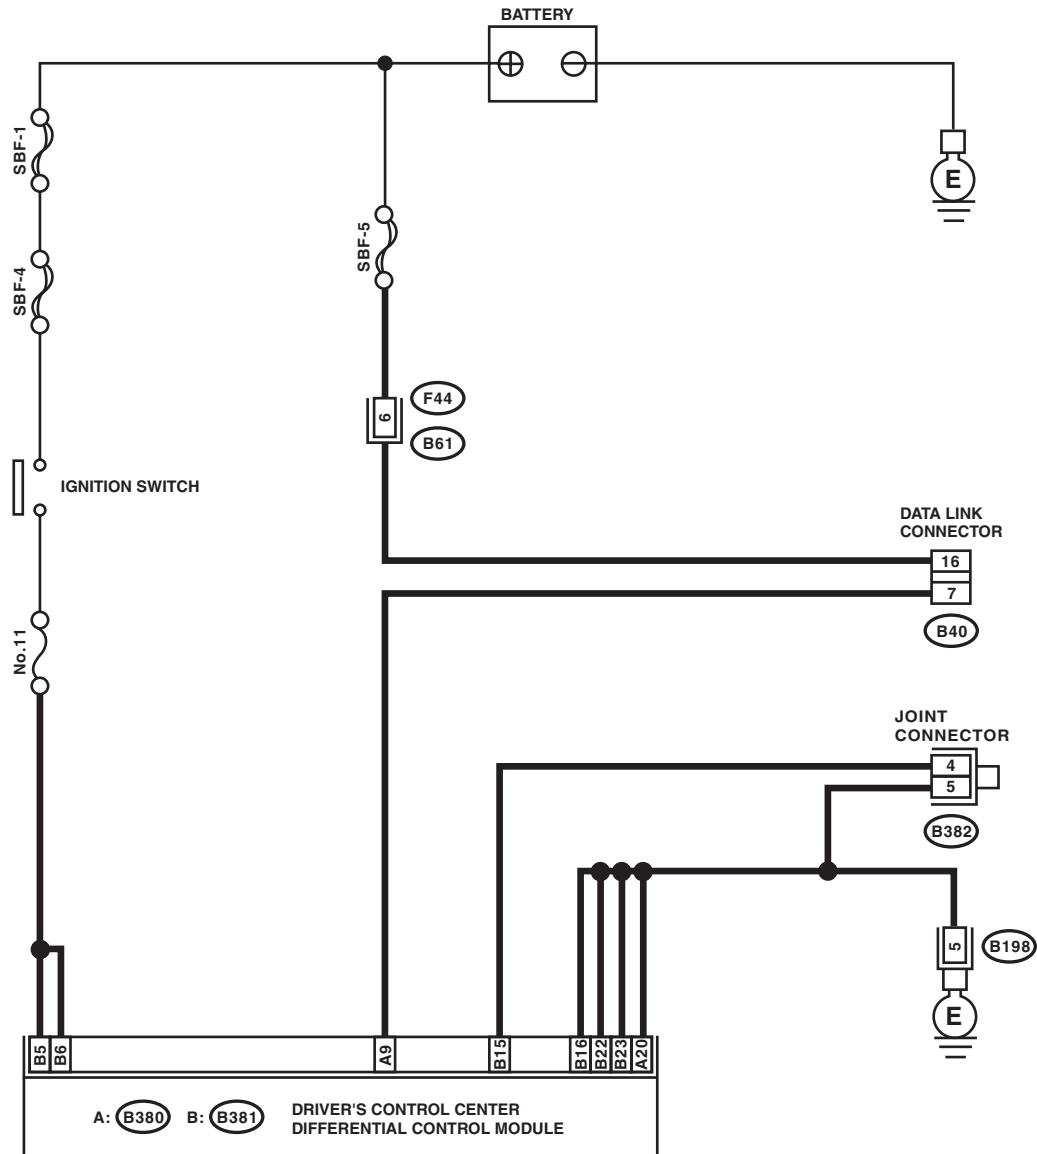 BATTERY
SBF-1
E
SBF-5
SBF-4
F44
6
B61
IGNITION SWITCH
DATA LINK
CONNECTOR
16
7
B40
No.11
JOINT
CONNECTOR
4
5
B382
5
B198
E
B5
B6
A9
B15
B16
B22
B23
A20
A: B380 B: B381
DRIVER'S CONTROL CENTER
DIFFERENTIAL CONTROL MODULE